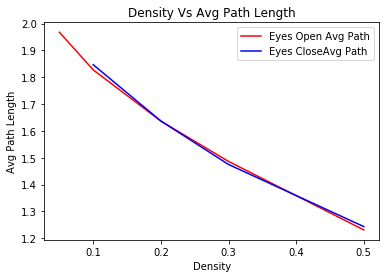 Density Vs Avg Path Length
2.0
1.9
1.8
1.7
1.6
1.5
1.4
1.3
1.2
Avg Path Length
Eyes Open Avg Path
Eyes CloseAvg Path
0.1 0.2 0.3 0.4 0.5
Density